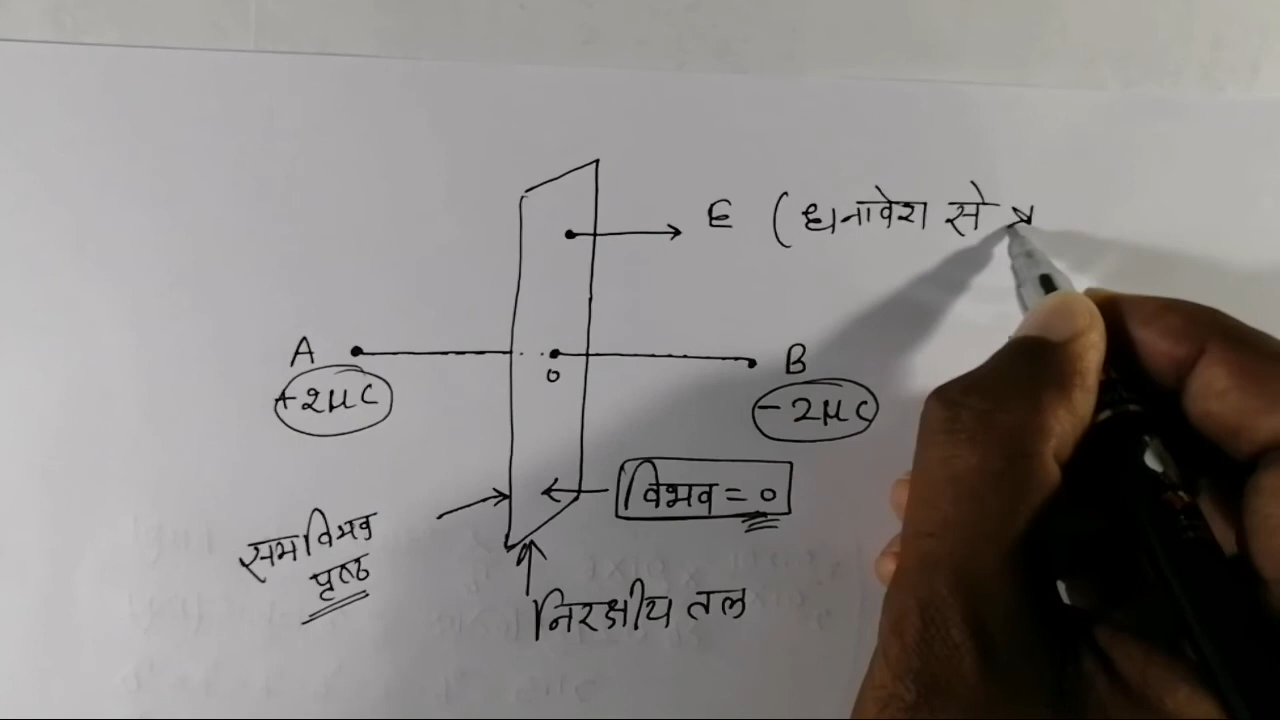 E (धनावेश से
A
O
B
+2μC
-2μC
विभव = 0
समविभव
पृष्ठ
निरक्षीय तल